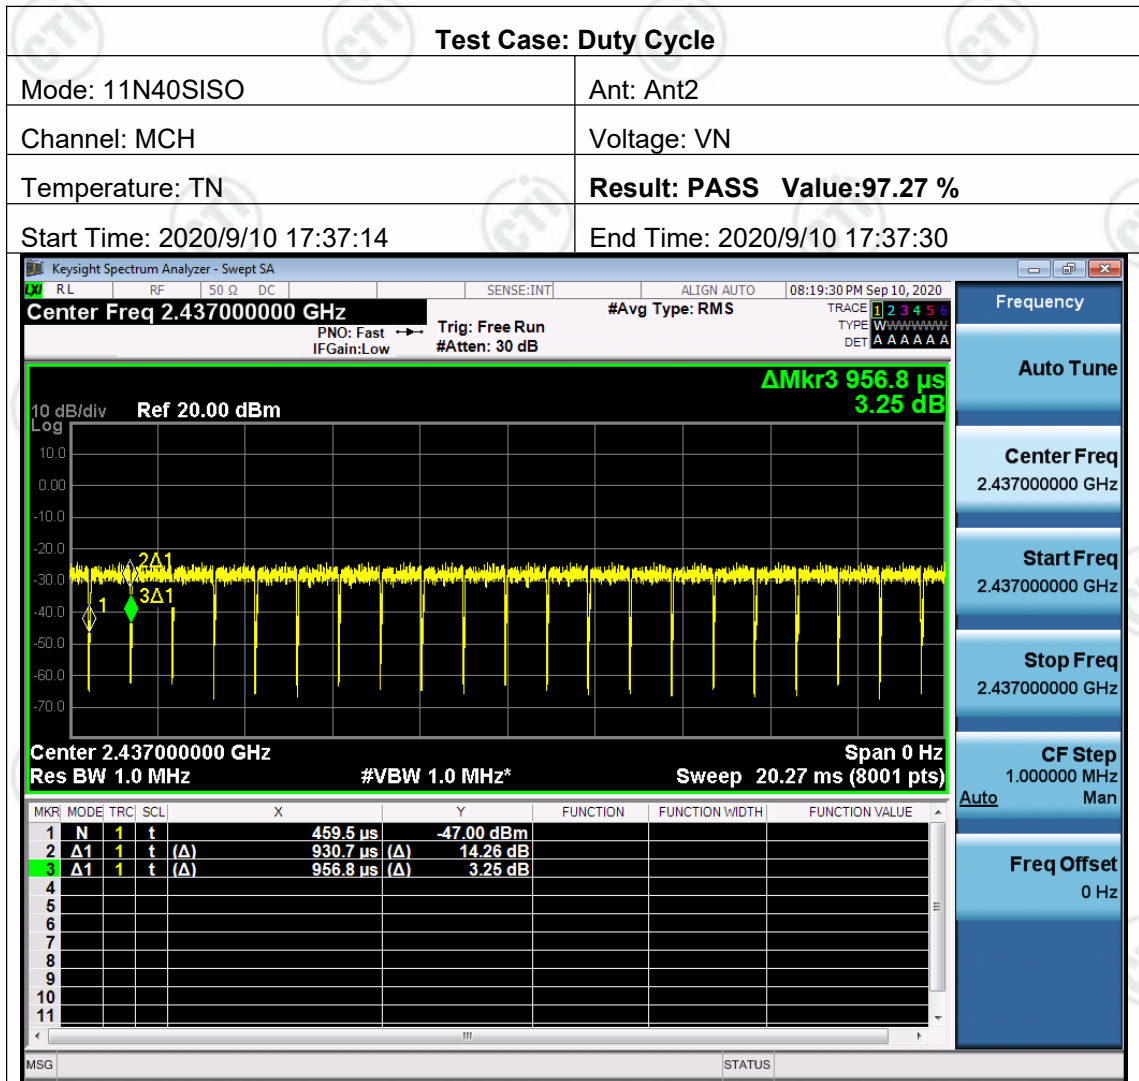 Test Case: Duty Cycle
Mode: 11N40SISO Ant: Ant2
Channel: MCH Voltage: VN
Temperature: TN Result: PASS Value:97.27 %
Start Time: 2020/9/10 17:37:14 End Time: 2020/9/10 17:37:30
Keysight Spectrum Analyzer - Swept SA
LXI RL RF 50 Ω DC SENSE:INT ALIGN AUTO 08:19:30 PM Sep 10, 2020
Center Freq 2.437000000 GHz #Avg Type: RMS TRACE 1 2 3 4 5 6
PNO: Fast Trig: Free Run TYPE WWWWWW
IFGain:Low #Atten: 30 dB DET A A A A A A
Frequency
Auto Tune
ΔMkr3 956.8 µs
3.25 dB
10 dB/div Ref 20.00 dBm
Log
10.0
0.00
-10.0
-20.0
-30.0
-40.0
-50.0
-60.0
-70.0
2Δ1
1
3Δ1
Center 2.437000000 GHz Span 0 Hz
Res BW 1.0 MHz #VBW 1.0 MHz* Sweep 20.27 ms (8001 pts)
Center Freq
2.437000000 GHz
Start Freq
2.437000000 GHz
Stop Freq
2.437000000 GHz
CF Step
1.000000 MHz
Auto Man
Freq Offset
0 Hz
MKR MODE TRC SCL X Y FUNCTION FUNCTION WIDTH FUNCTION VALUE
1 N 1 t 459.5 µs -47.00 dBm
2 Δ1 1 t (Δ) 930.7 µs (Δ) 14.26 dB
3 Δ1 1 t (Δ) 956.8 µs (Δ) 3.25 dB
4
5
6
7
8
9
10
11
MSG STATUS
CTI